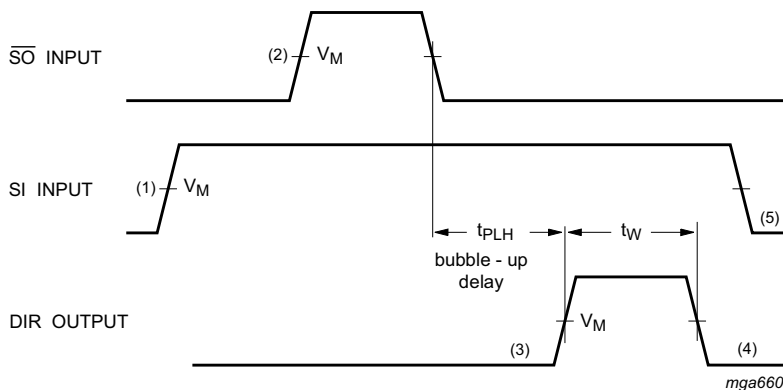 (2)
V_M
S̅O̅ INPUT
SI INPUT
(1)
V_M
(5)
t_PLH
t_W
bubble - up
delay
DIR OUTPUT
V_M
(3)
(4)
mga660